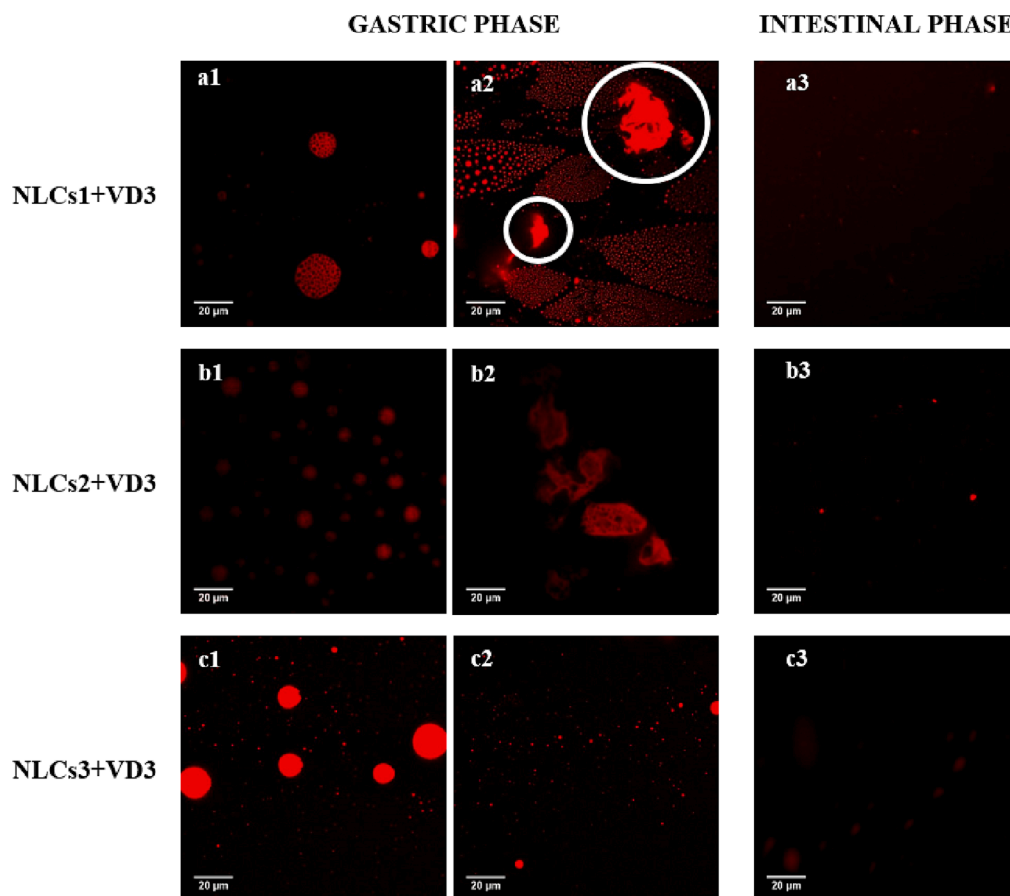 GASTRIC PHASE INTESTINAL PHASE
NLCs1+VD3
a1 a2 a3
20 µm 20 µm 20 µm
NLCs2+VD3
b1 b2 b3
20 µm 20 µm 20 µm
NLCs3+VD3
c1 c2 c3
20 µm 20 µm 20 µm